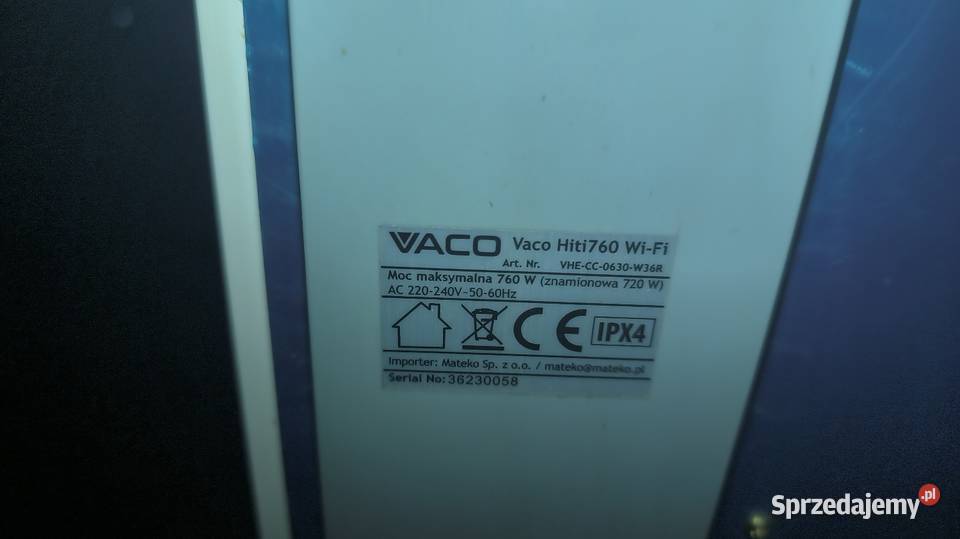 VACO Vaco Hiti760 Wi-Fi
Art. Nr. VHE-CC-0630-W36R
Moc maksymalna 760 W (znamionowa 720 W)
AC 220-240V~50-60Hz
CE IPX4
Importer: Mateko Sp. z o.o. / mateko@mateko.pl
Serial No: 36230058
Sprzedajemy.pl